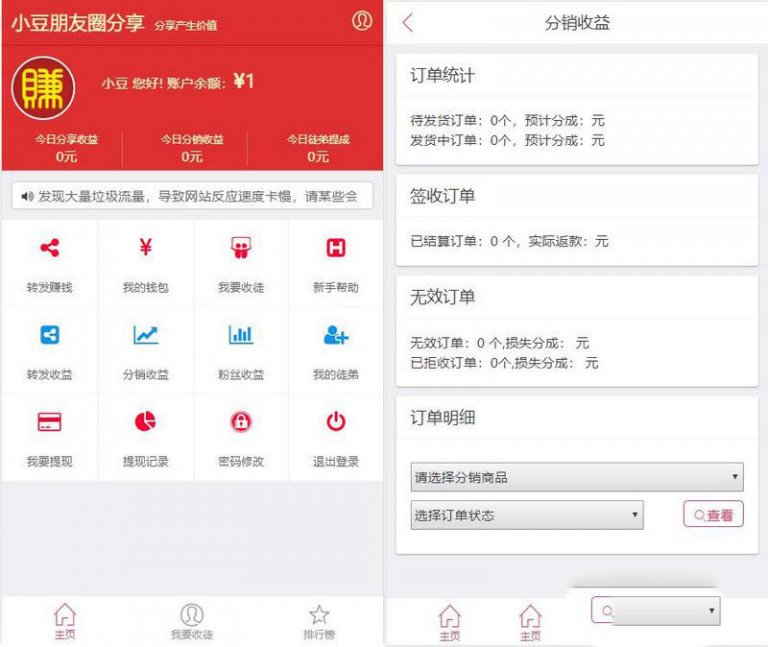 小豆朋友圈分享 分享产生价值
赚
小豆 您好! 账户余额：¥1
今日分享收益 今日分销收益 今日徒弟提成
0元 0元 0元
发现大量垃圾流量，导致网站反应速度卡慢，请某些会
转发赚钱 我的钱包 我要收徒 新手帮助
转发收益 分销收益 粉丝收益 我的徒弟
我要提现 提现记录 密码修改 退出登录
主页 我要收徒 排行榜
分销收益
订单统计
待发货订单：0个，预计分成：元
发货中订单：0个，预计分成：元
签收订单
已结算订单：0 个，实际返款：元
无效订单
无效订单：0 个,损失分成： 元
已拒收订单：0个,损失分成： 元
订单明细
请选择分销商品
选择订单状态 查看
主页 主页